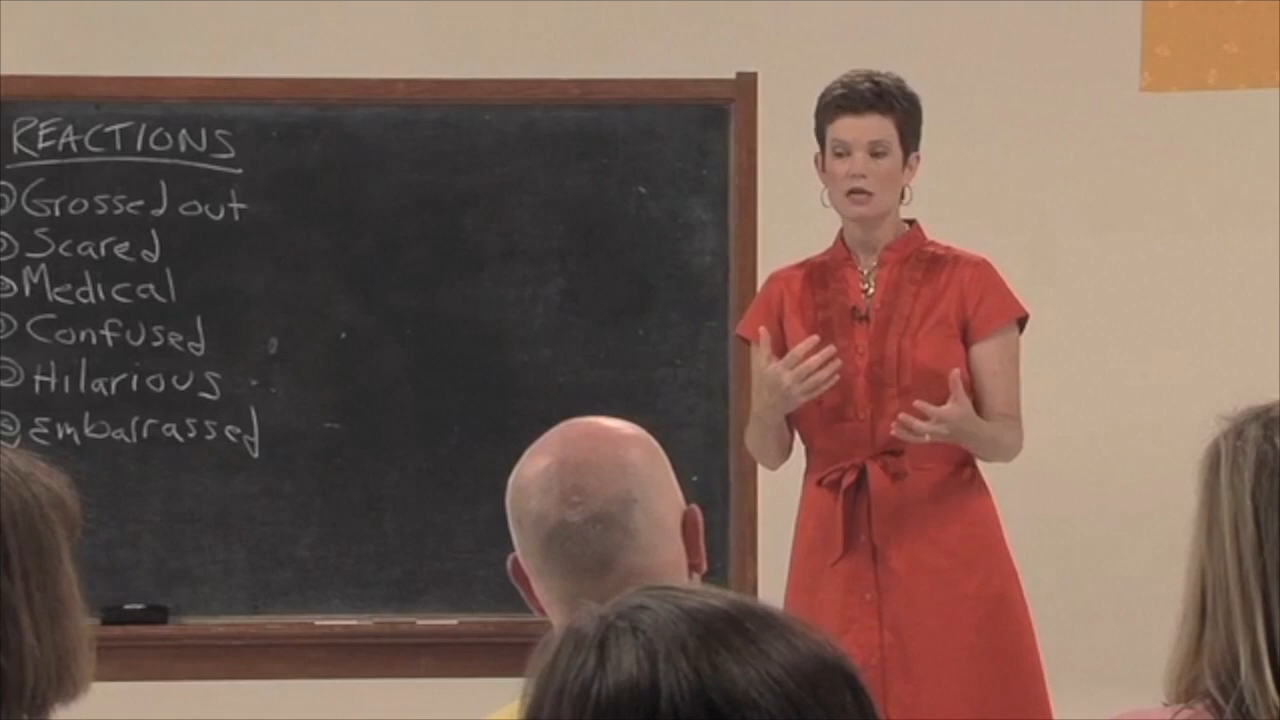 REACTIONS
Grossed out
Scared
Medical
Confused
Hilarious
Embarrassed